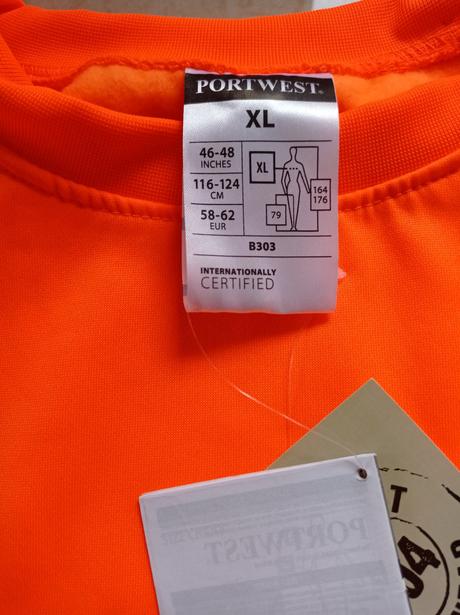 PORTWEST®
XL
46-48
INCHES
XL
116-124
CM
164
176
58-62
EUR
79
B303
INTERNATIONALLY
CERTIFIED
PORTWEST
T
04